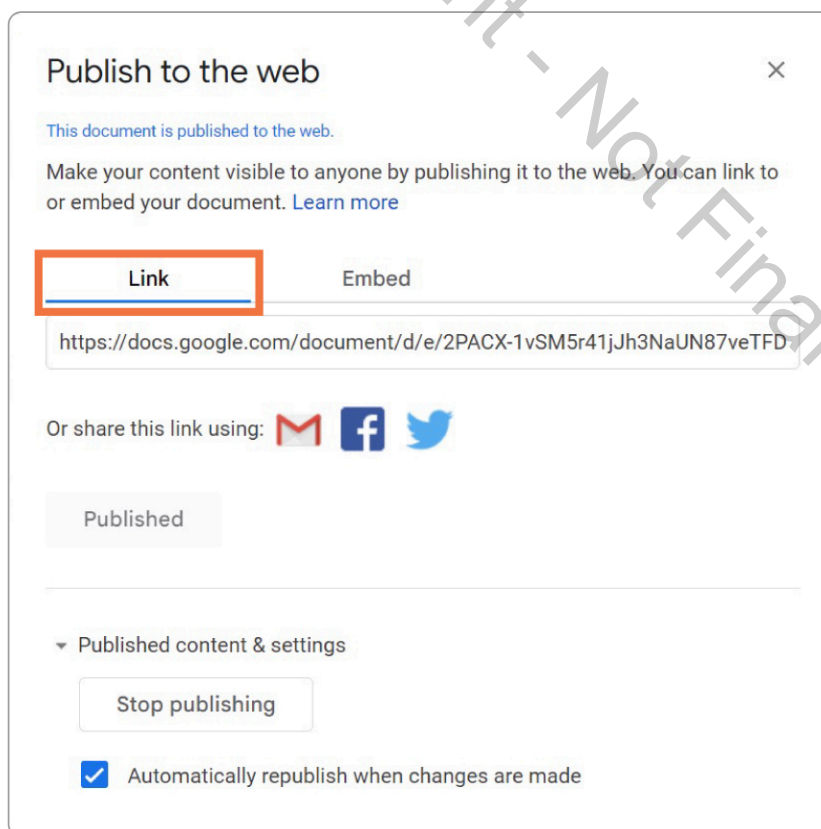 Publish to the web
This document is published to the web.
Make your content visible to anyone by publishing it to the web. You can link to
or embed your document. Learn more
Link Embed
https://docs.google.com/document/d/e/2PACX-1vSM5r41jJh3NaUN87veTFD
Or share this link using:
Published
Published content & settings
Stop publishing
Automatically republish when changes are made
- Not Final